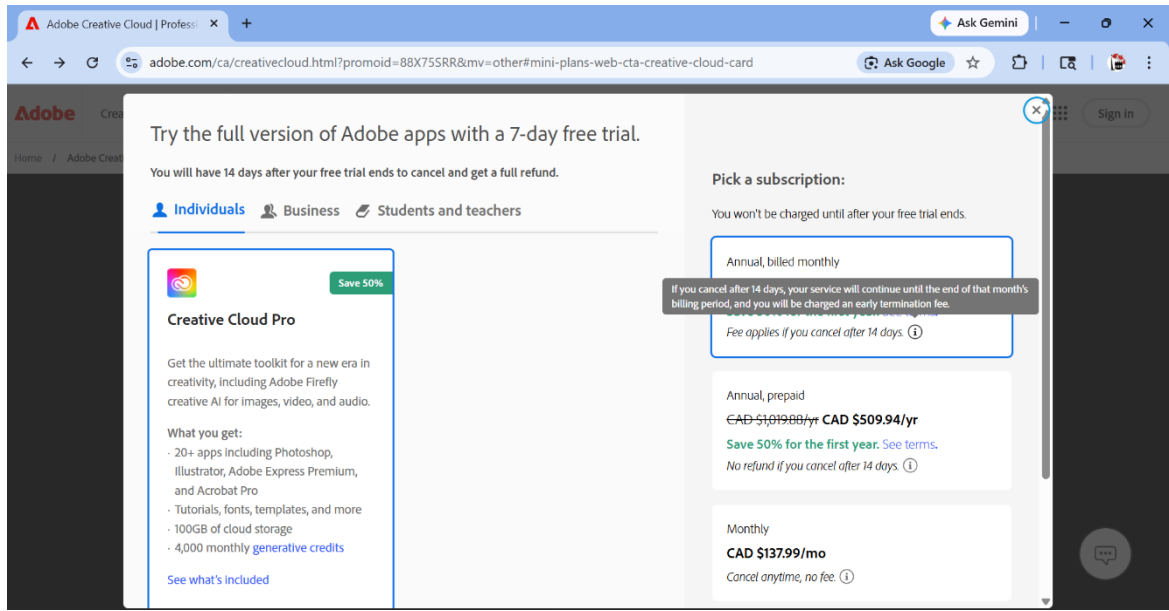 Adobe Creative Cloud | Profess
Ask Gemini
adobe.com/ca/creativecloud.html?promoid=88X75SRR&mv=other#mini-plans-web-cta-creative-cloud-card
Ask Google
Adobe
Crea
Sign in
Home / Adobe Creati
Try the full version of Adobe apps with a 7-day free trial.
You will have 14 days after your free trial ends to cancel and get a full refund.
Individuals
Business
Students and teachers
Save 50%
Creative Cloud Pro
Get the ultimate toolkit for a new era in
creativity, including Adobe Firefly
creative AI for images, video, and audio.
What you get:
· 20+ apps including Photoshop,
Illustrator, Adobe Express Premium,
and Acrobat Pro
· Tutorials, fonts, templates, and more
· 100GB of cloud storage
· 4,000 monthly generative credits
See what's included
Pick a subscription:
You won't be charged until after your free trial ends.
Annual, billed monthly
If you cancel after 14 days, your service will continue until the end of that month's
billing period, and you will be charged an early termination fee.
Fee applies if you cancel after 14 days.
Annual, prepaid
CAD $1,019.88/yr CAD $509.94/yr
Save 50% for the first year. See terms.
No refund if you cancel after 14 days.
Monthly
CAD $137.99/mo
Cancel anytime, no fee.